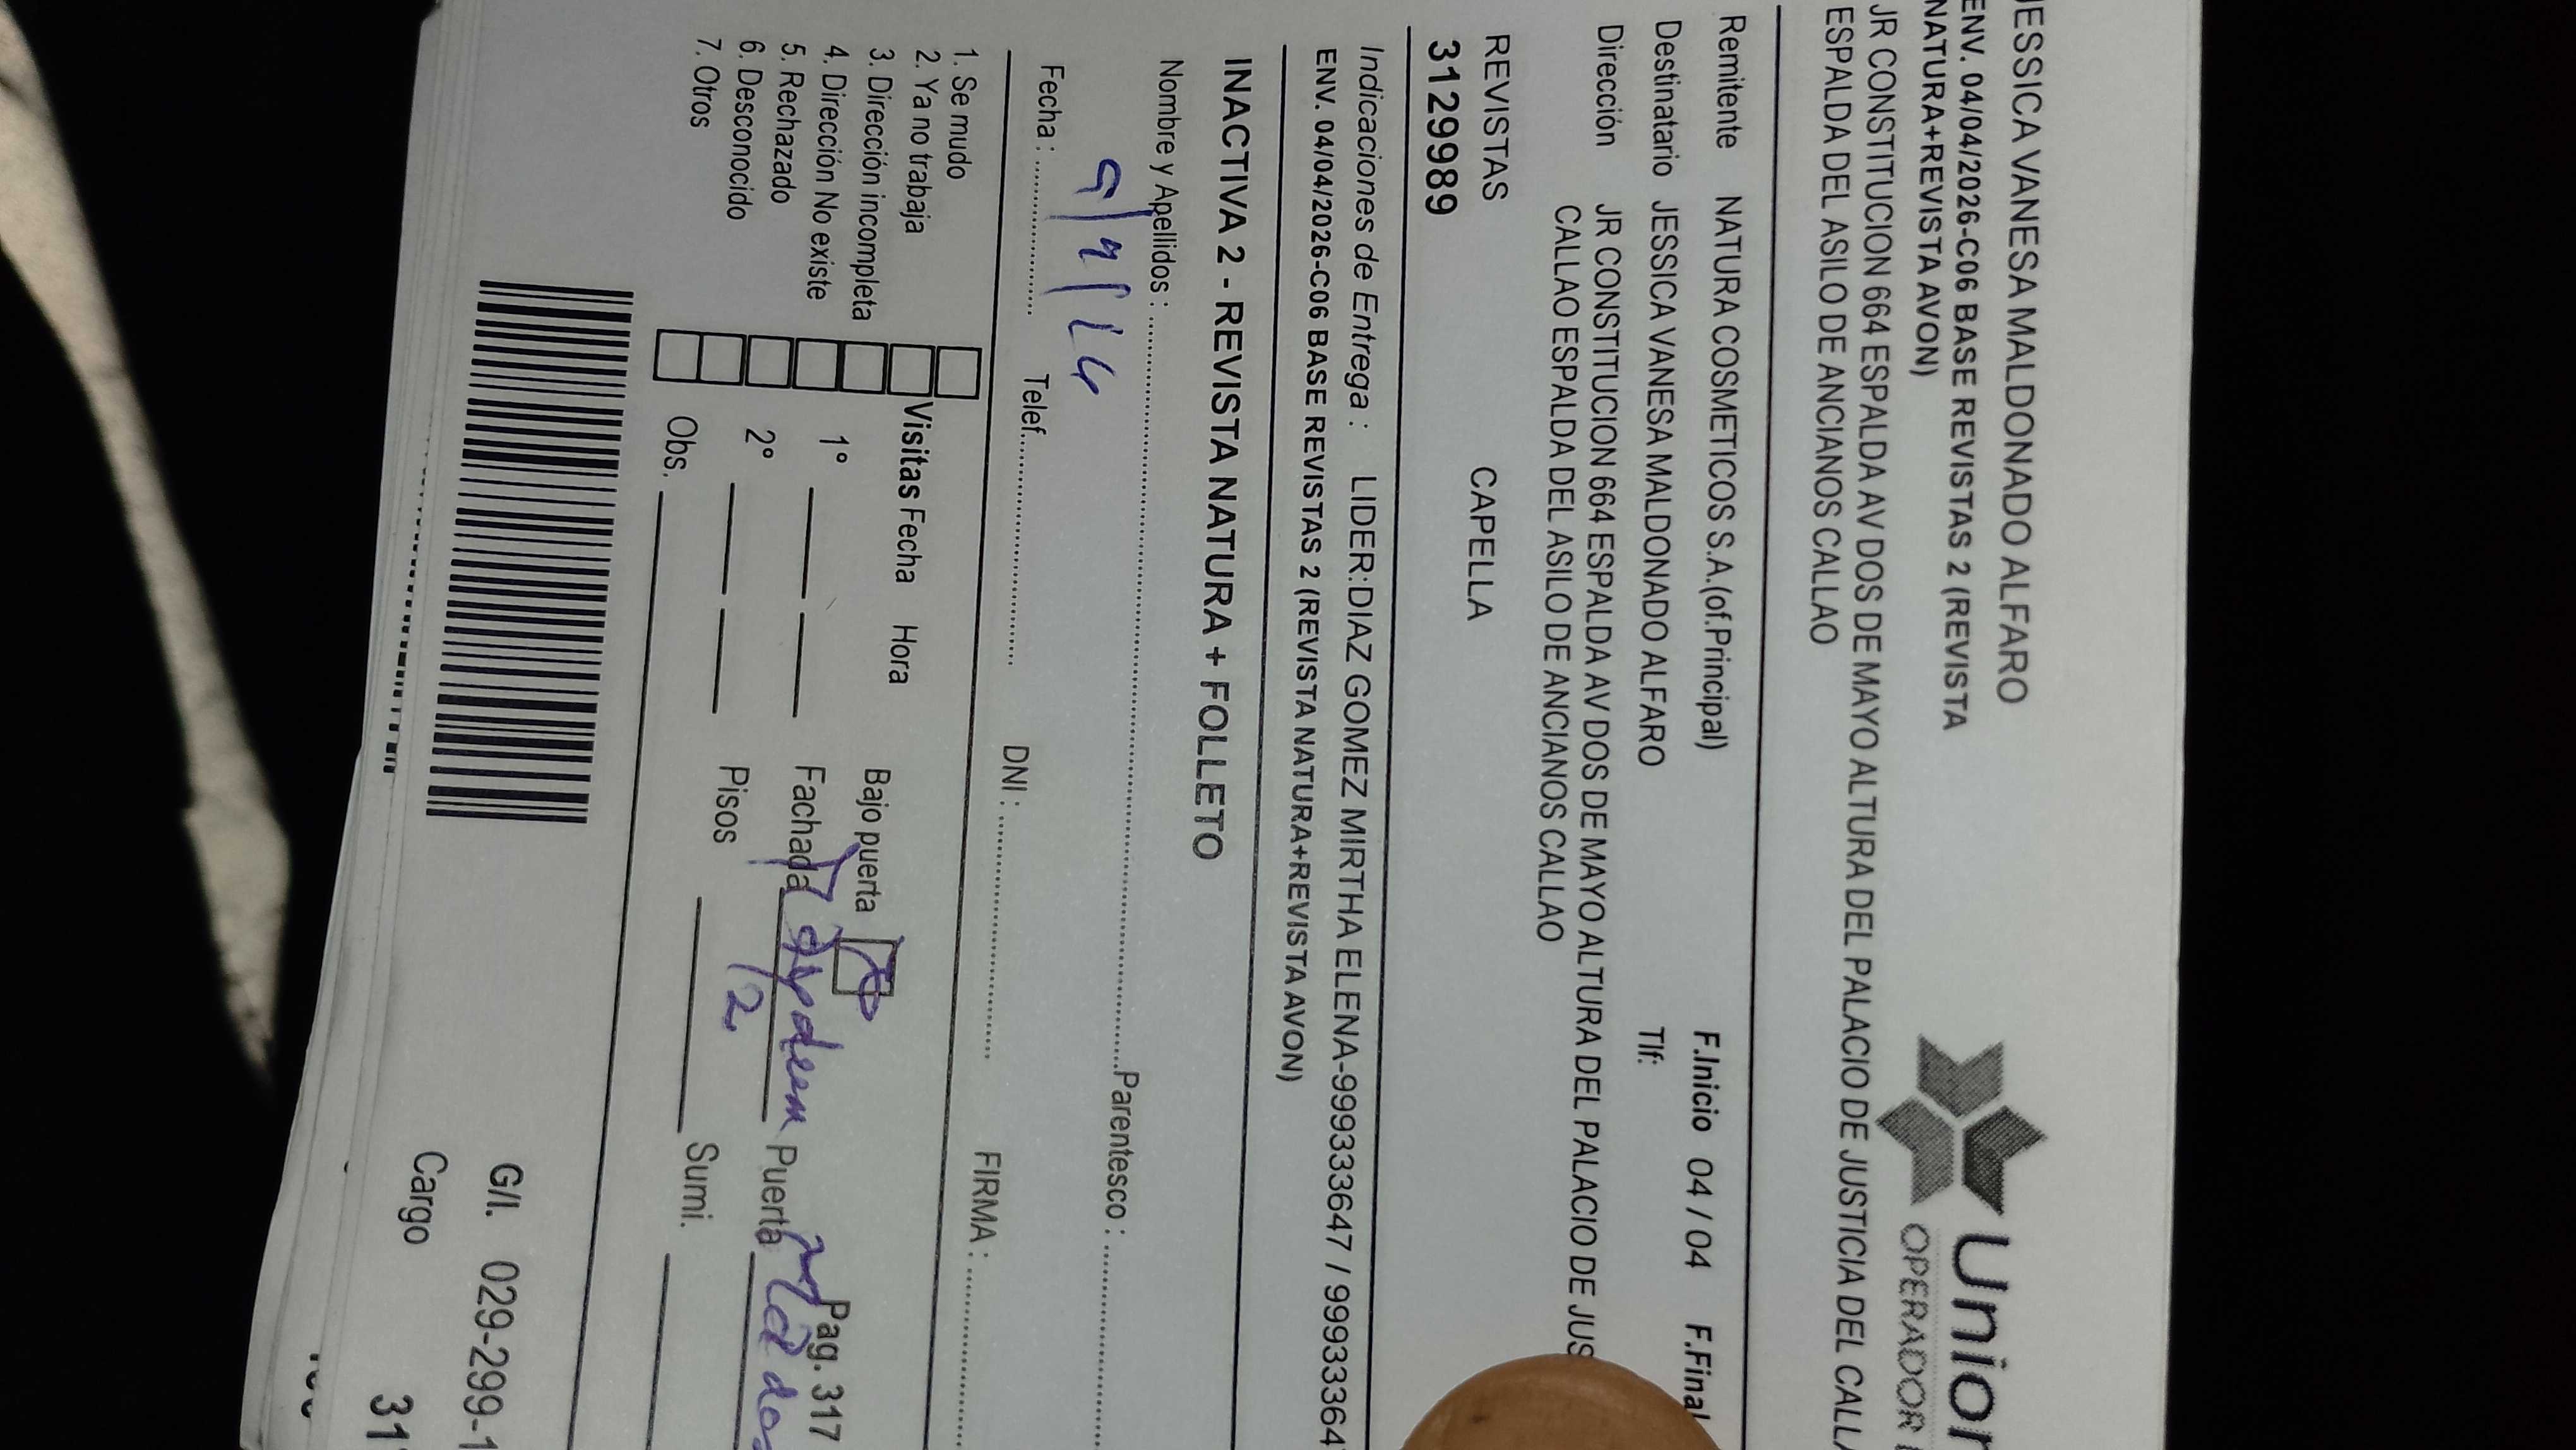 JESSICA VANESA MALDONADO ALFARO
ENV. 04/04/2026-C06 BASE REVISTAS 2 (REVISTA
NATURA+REVISTA AVON)
JR CONSTITUCION 664 ESPALDA AV DOS DE MAYO ALTURA DEL PALACIO DE JUSTICIA DEL CALLA
ESPALDA DEL ASILO DE ANCIANOS CALLAO
Union
OPERADOR
Remitente NATURA COSMETICOS S.A.(of.Principal) F.Inicio 04 / 04 F.Final
Destinatario JESSICA VANESA MALDONADO ALFARO Tlf:
Dirección JR CONSTITUCION 664 ESPALDA AV DOS DE MAYO ALTURA DEL PALACIO DE JUS
CALLAO ESPALDA DEL ASILO DE ANCIANOS CALLAO
REVISTAS CAPELLA
31299989
Indicaciones de Entrega : LIDER:DIAZ GOMEZ MIRTHA ELENA-999333647 / 99933364
ENV. 04/04/2026-C06 BASE REVISTAS 2 (REVISTA NATURA+REVISTA AVON)
INACTIVA 2 - REVISTA NATURA + FOLLETO
Nombre y Apellidos : Parentesco :
Fecha : Telef. DNI : FIRMA :
1. Se mudo
2. Ya no trabaja
3. Dirección incompleta
4. Dirección No existe
5. Rechazado
6. Desconocido
7. Otros
Visitas Fecha Hora
1°
2°
Obs.
Bajo puerta Pag. 317
Fachada Puerta
Pisos 2 Sumi.
G/I. 029-299-1
Cargo 31